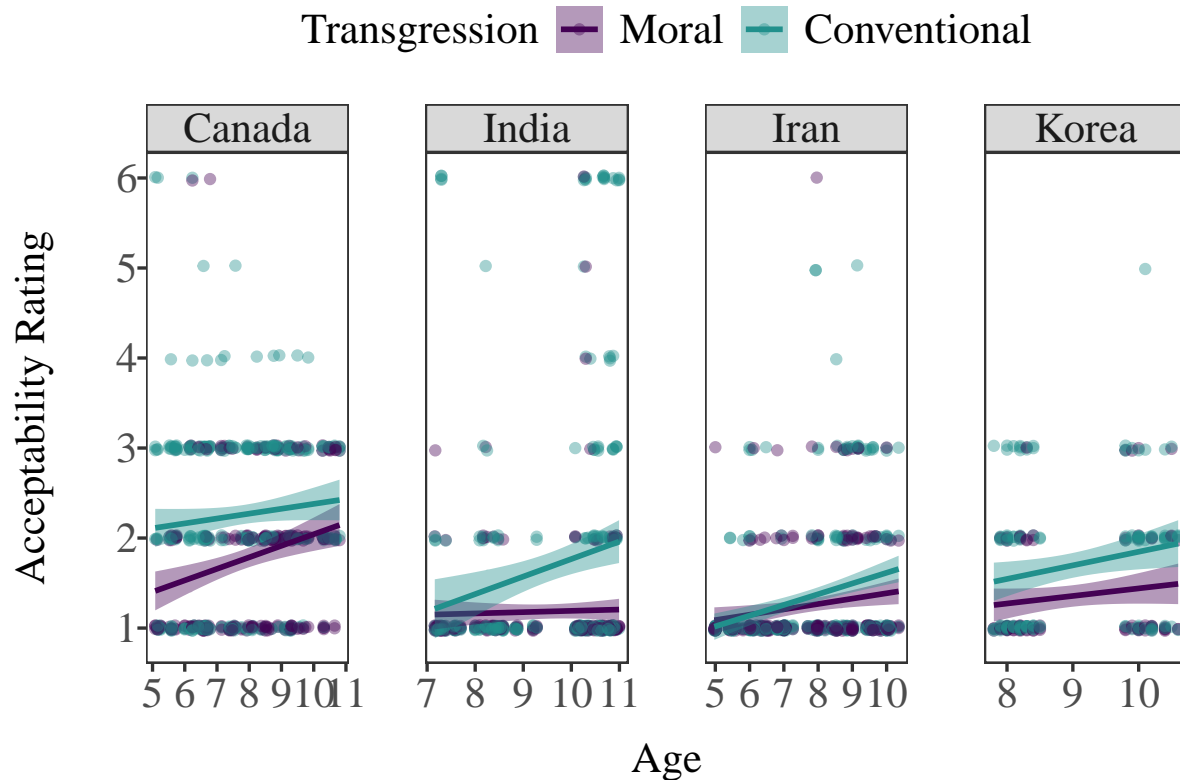 Transgression Moral Conventional
Canada India Iran Korea
Acceptability Rating
6
5
4
3
2
1
5 6 7 8 9 10 11 7 8 9 10 11 5 6 7 8 9 10 8 9 10
Age